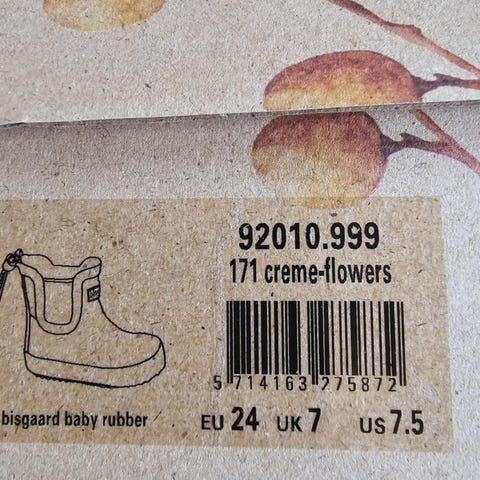 92010.999
171 creme-flowers
5 714163 275872
bisgaard baby rubber
EU 24 UK 7 US 7.5